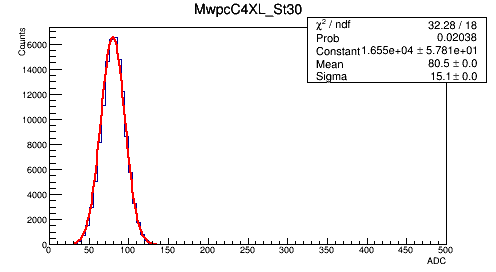 MwpcC4XL_St30
χ² / ndf 32.28 / 18
Prob 0.02038
Constant 1.655e+04 ± 5.781e+01
Mean 80.5 ± 0.0
Sigma 15.1 ± 0.0
Counts
16000
14000
12000
10000
8000
6000
4000
2000
0
0 50 100 150 200 250 300 350 400 450 500
ADC